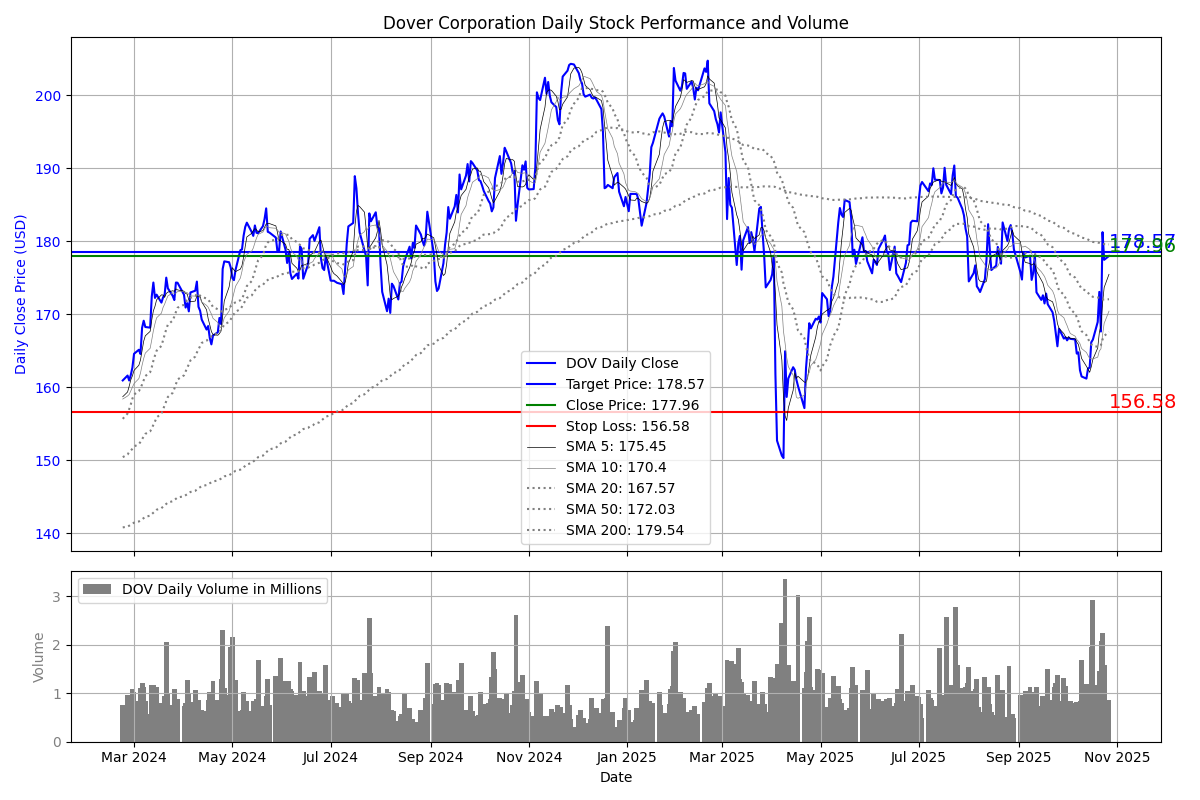 Dover Corporation Daily Stock Performance and Volume
Daily Close Price (USD)
200
190
180
170
160
150
140
178.57
177.96
156.58
DOV Daily Close
Target Price: 178.57
Close Price: 177.96
Stop Loss: 156.58
SMA 5: 175.45
SMA 10: 170.4
SMA 20: 167.57
SMA 50: 172.03
SMA 200: 179.54
DOV Daily Volume in Millions
Volume
3
2
1
0
Mar 2024 May 2024 Jul 2024 Sep 2024 Nov 2024 Jan 2025 Mar 2025 May 2025 Jul 2025 Sep 2025 Nov 2025
Date